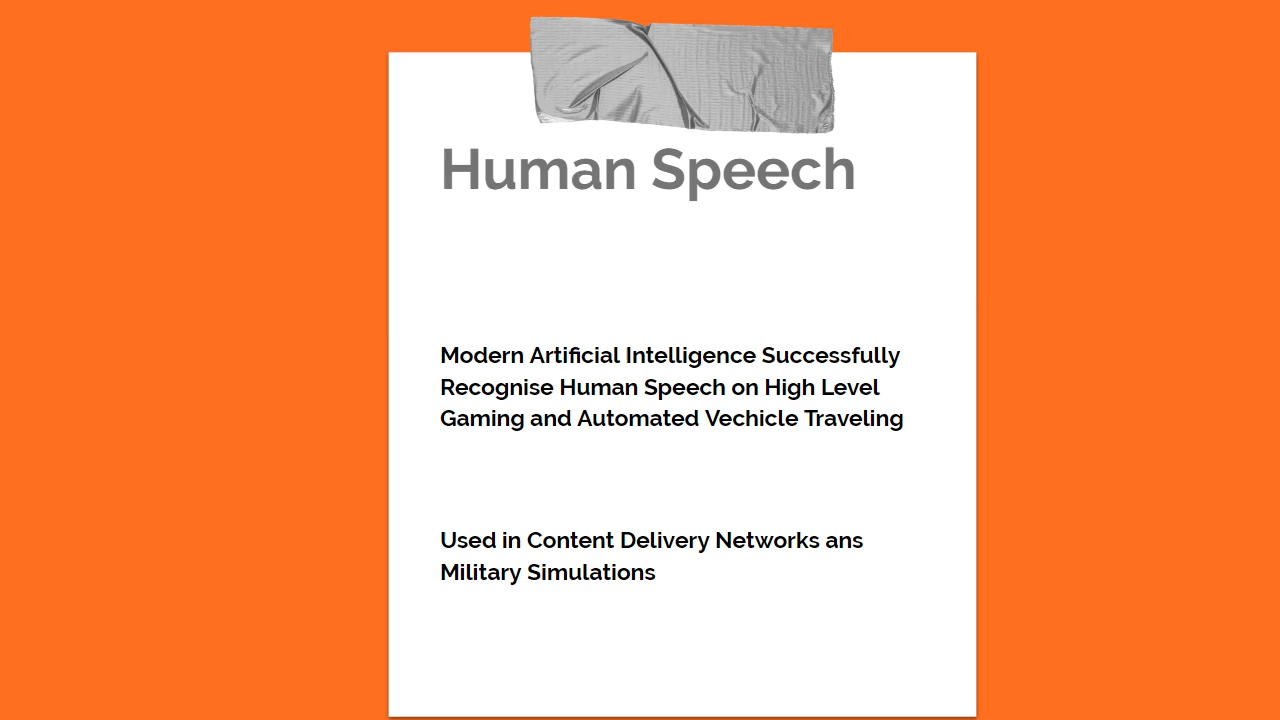 Human Speech
Modern Artificial Intelligence Successfully
Recognise Human Speech on High Level
Gaming and Automated Vechicle Traveling
Used in Content Delivery Networks ans
Military Simulations